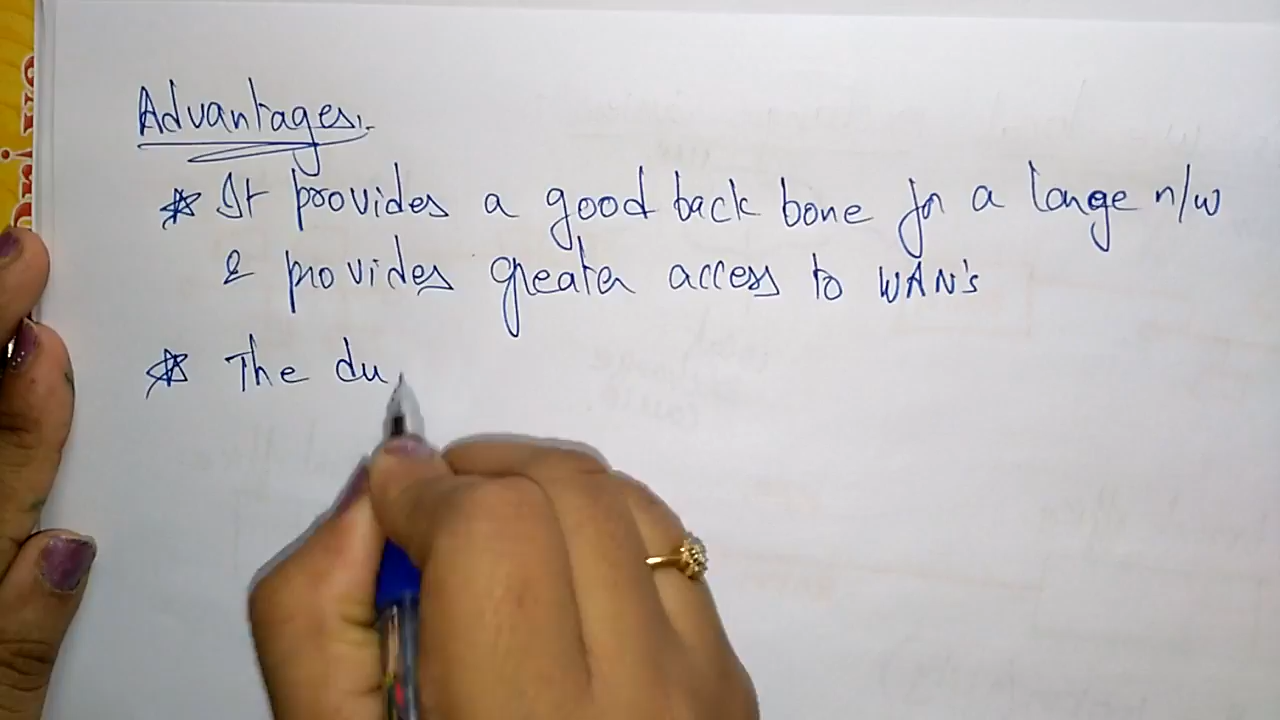 Advantages:-
* It provides a good back bone for a large n/w
& provides greater access to WAN's
* The du